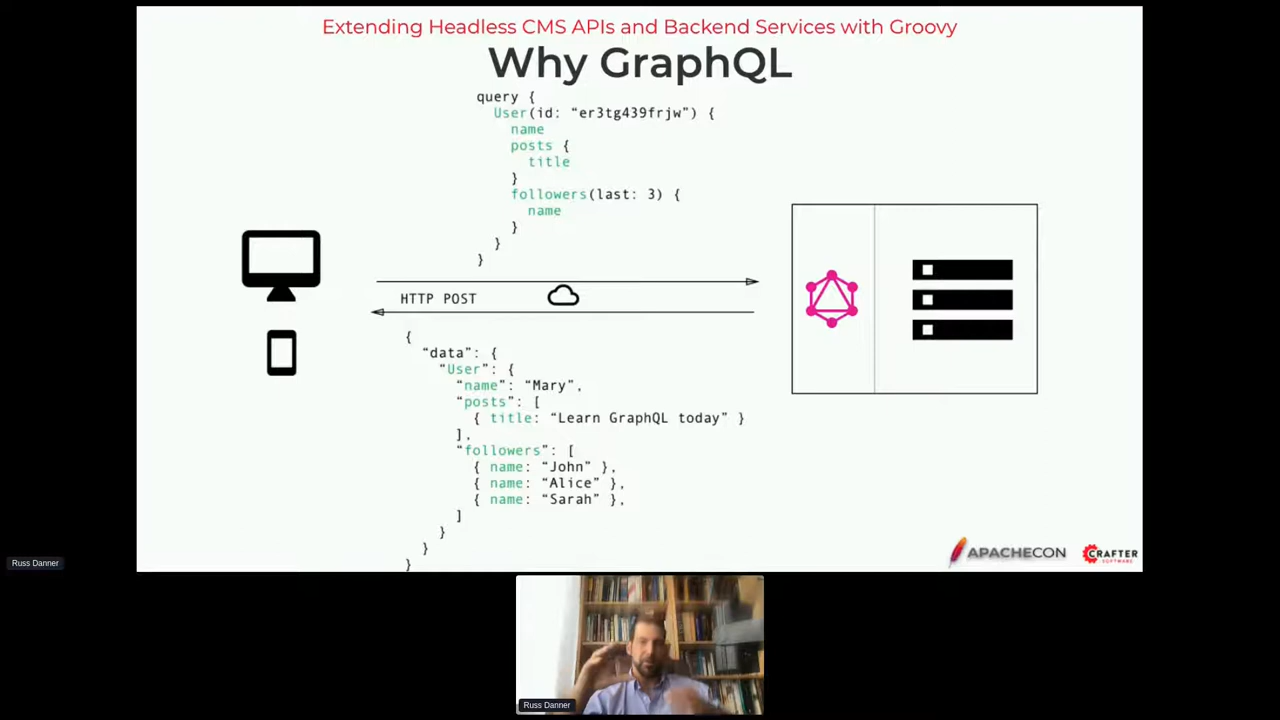 Extending Headless CMS APIs and Backend Services with Groovy
Why GraphQL
query {
User(id: “er3tg439frjw”) {
name
posts {
title
}
followers(last: 3) {
name
}
}
}
HTTP POST
{
“data”: {
“User”: {
“name”: “Mary”,
“posts”: [
{ title: “Learn GraphQL today” }
],
“followers”: [
{ name: “John” },
{ name: “Alice” },
{ name: “Sarah” },
]
}
}
}
APACHECON
CRAFTER
SOFTWARE
Russ Danner
Russ Danner